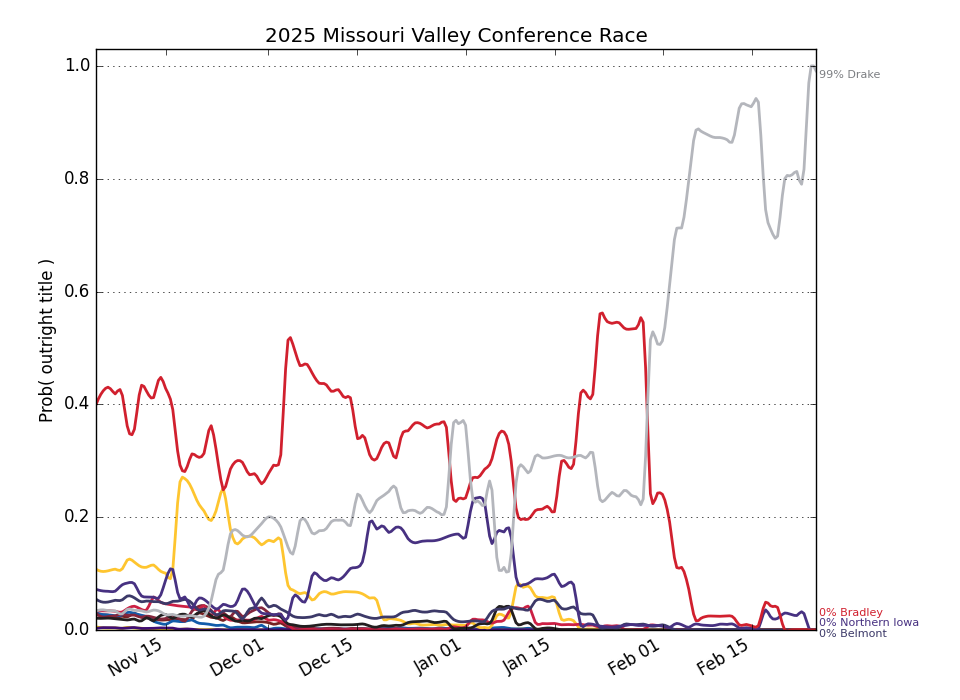 2025 Missouri Valley Conference Race
Prob( outright title )
1.0
0.8
0.6
0.4
0.2
0.0
99% Drake
0% Bradley
0% Northern Iowa
0% Belmont
Nov 15
Dec 01
Dec 15
Jan 01
Jan 15
Feb 01
Feb 15